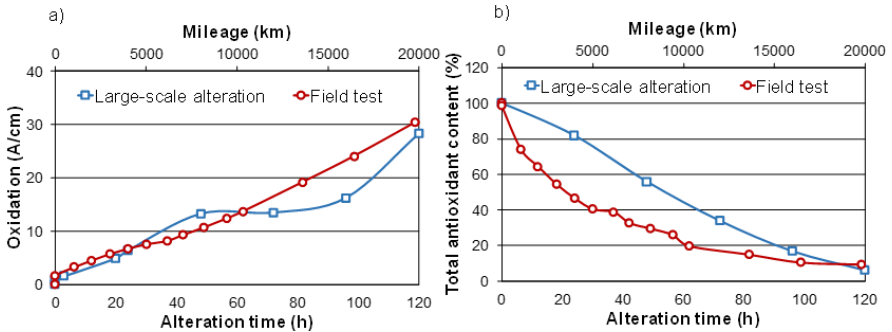 a)
Mileage (km)
0 5000 10000 15000 20000
40
30
20
10
0
Oxidation (A/cm)
Large-scale alteration Field test
0 20 40 60 80 100 120
Alteration time (h)
b)
Mileage (km)
0 5000 10000 15000 20000
120
100
80
60
40
20
0
Total antioxidant content (%)
Large-scale alteration Field test
0 20 40 60 80 100 120
Alteration time (h)